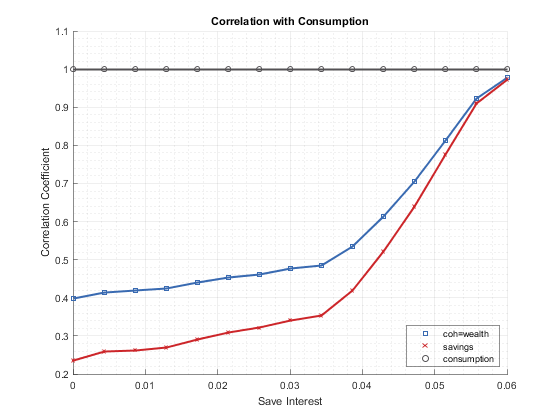 Correlation with Consumption
1.1
1
0.9
0.8
0.7
0.6
0.5
0.4
0.3
0.2
Correlation Coefficient
coh=wealth
savings
consumption
0 0.01 0.02 0.03 0.04 0.05 0.06
Save Interest